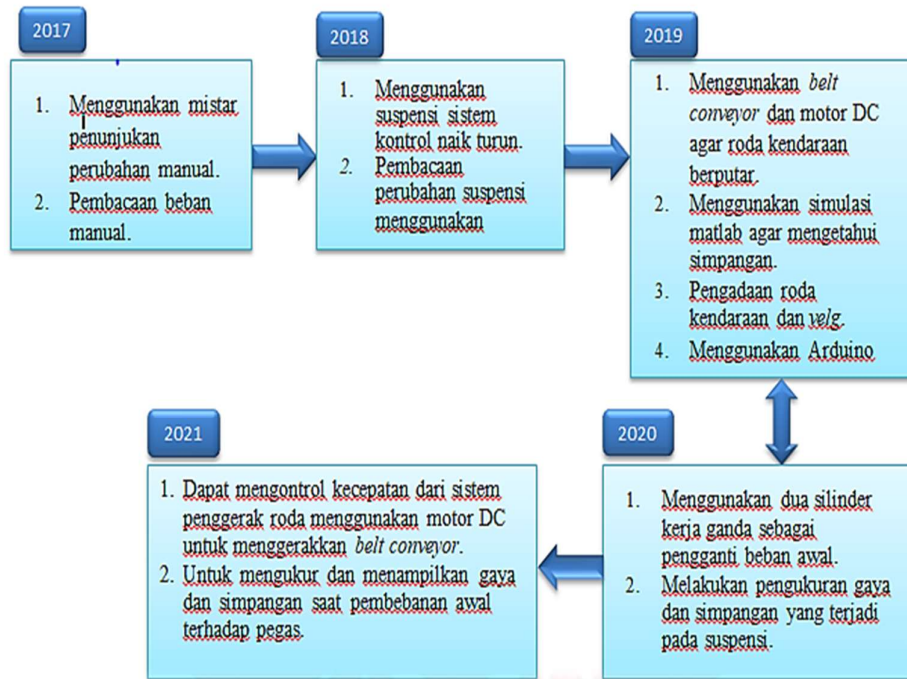 2017
1. Menggunakan mistar
penunjukan
perubahan manual.
2. Pembacaan beban
manual.
2018
1. Menggunakan
suspensi sistem
kontrol naik turun.
2. Pembacaan
perubahan suspensi
menggunakan
2019
1. Menggunakan belt
conveyor dan motor DC
agar roda kendaraan
berputar.
2. Menggunakan simulasi
matlab agar mengetahui
simpangan.
3. Pengadaan roda
kendaraan dan velg.
4. Menggunakan Arduino
2020
1. Menggunakan dua silinder
kerja ganda sebagai
pengganti beban awal.
2. Melakukan pengukuran gaya
dan simpangan yang terjadi
pada suspensi.
2021
1. Dapat mengontrol kecepatan dari sistem
penggerak roda menggunakan motor DC
untuk menggerakkan belt conveyor.
2. Untuk mengukur dan menampilkan gaya
dan simpangan saat pembebanan awal
terhadap pegas.